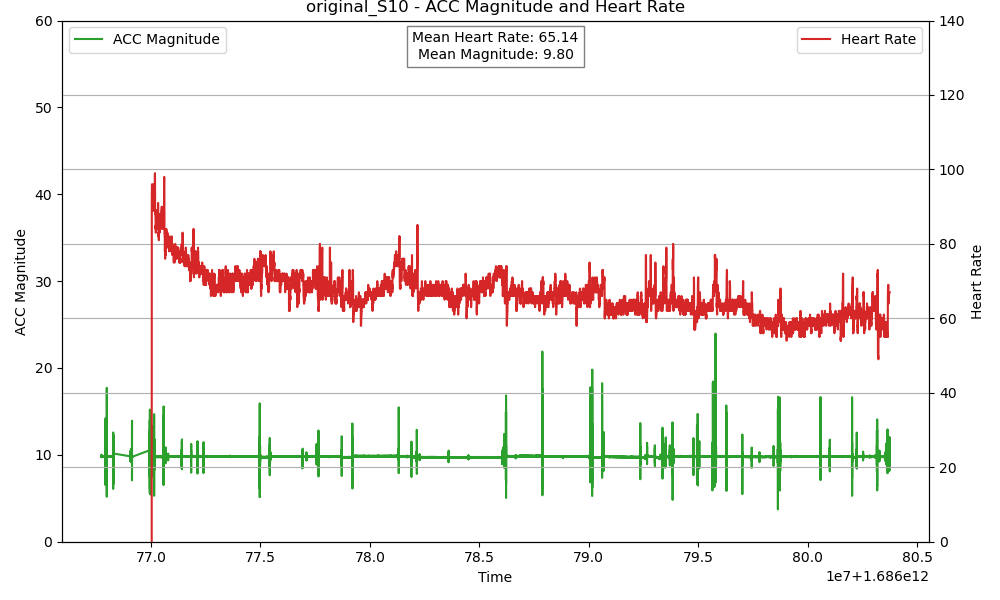 original_S10 - ACC Magnitude and Heart Rate
ACC Magnitude
Mean Heart Rate: 65.14
Mean Magnitude: 9.80
Heart Rate
60
50
40
30
20
10
0
ACC Magnitude
140
120
100
80
60
40
20
0
Heart Rate
77.0 77.5 78.0 78.5 79.0 79.5 80.0 80.5
Time
1e7+1.686e12